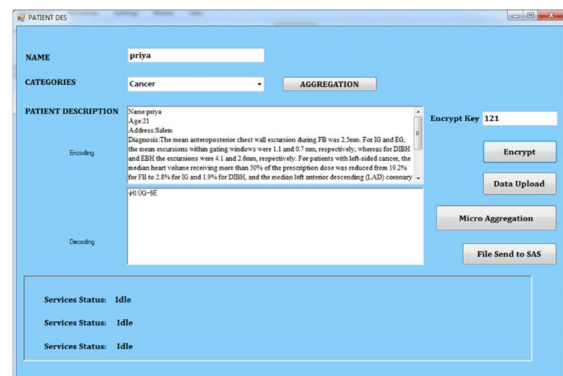 PATIENT DES
NAME
priya
CATEGORIES
Cancer
AGGREGATION
PATIENT DESCRIPTION
Name:priya
Age:21
Address:Salem
Diagnosis:The mean anteroposterior chest wall excursion during FB was 2.5mm. For IG and EG,
the mean excursions within gating windows were 1.1 and 0.7 mm, respectively, whereas for DIBH
and EBH the excursions were 4.1 and 2.6mm, respectively. For patients with left-sided cancer, the
median heart volume receiving more than 50% of the prescription dose was reduced from 19.2%
for FB to 2.8% for IG and 1.9% for DIBH, and the median left anterior descending (LAD) coronary
Encrypt Key
121
Encoding
Encrypt
Data Upload
Decoding
Micro Aggregation
File Send to SAS
Services Status: Idle
Services Status: Idle
Services Status: Idle